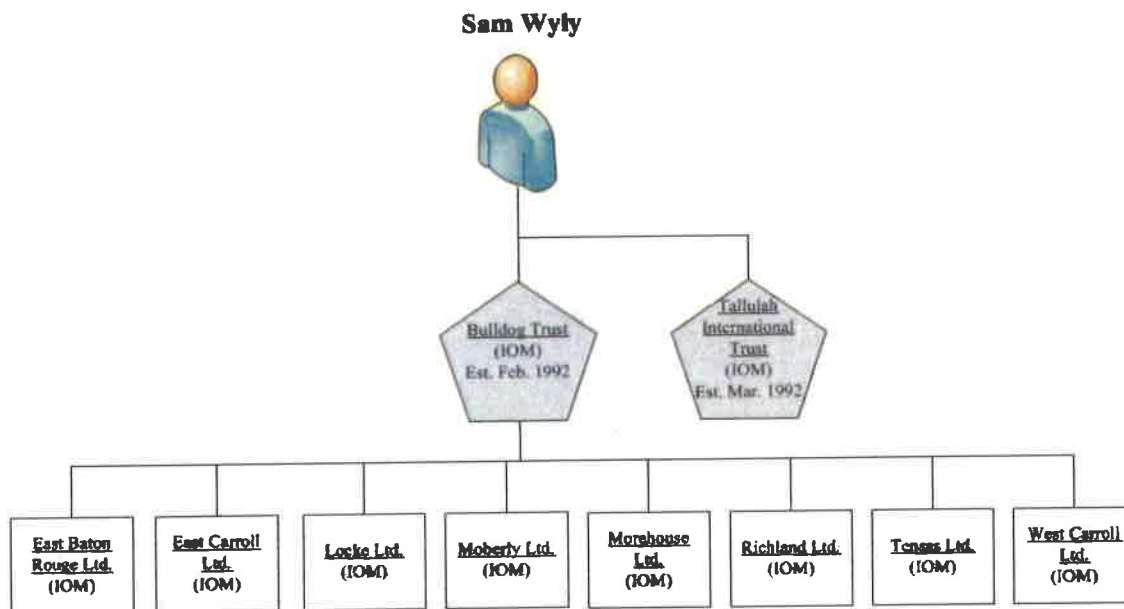 Sam Wyly
Bulldog Trust
(IOM)
Est. Feb. 1992
Tallujah
International
Trust
(IOM)
Est. Mar. 1992
East Baton
Rouge Ltd.
(IOM)
East Carroll
Ltd.
(IOM)
Locke Ltd.
(IOM)
Moberly Ltd.
(IOM)
Morehouse
Ltd.
(IOM)
Richland Ltd.
(IOM)
Tensas Ltd.
(IOM)
West Carroll
Ltd.
(IOM)